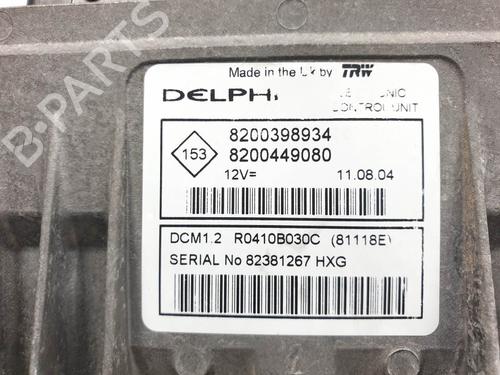 Made in the Uk by TRW
DELPHI
CONTROL UNIT
8200398934
153
8200449080
12V= 11.08.04
DCM1.2 R0410B030C (81118E)
SERIAL No 82381267 HXG
B-PARTS